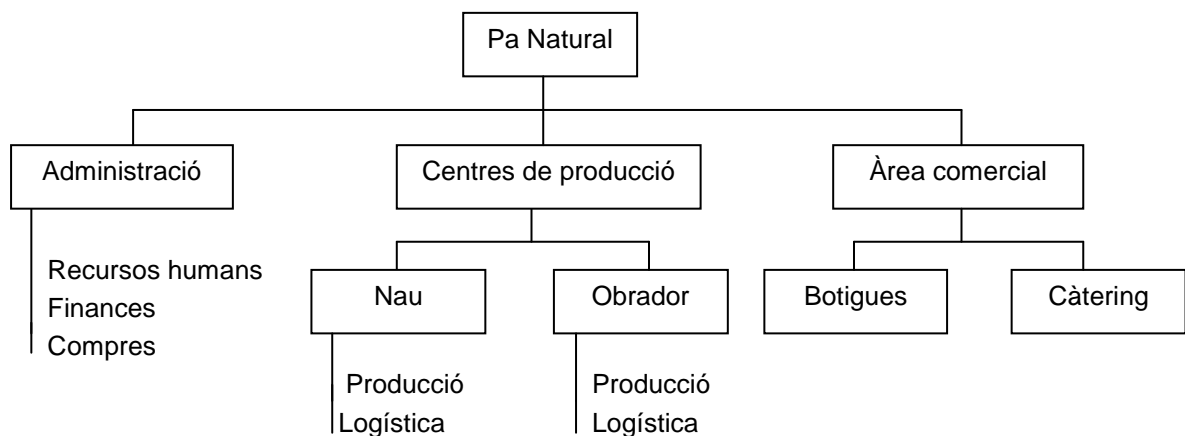 Pa Natural
Administració
Centres de producció
Àrea comercial
Recursos humans
Finances
Compres
Nau
Obrador
Botigues
Càtering
Producció
Logística
Producció
Logística